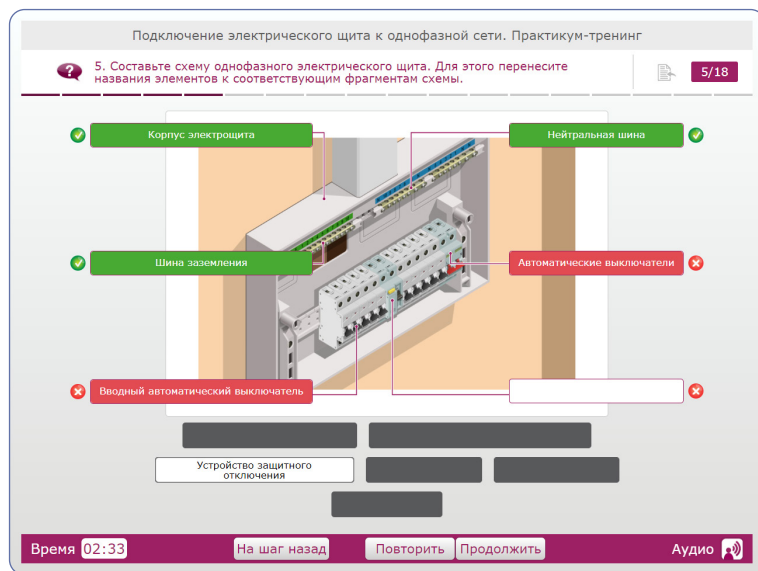 Подключение электрического щита к однофазной сети. Практикум-тренинг
5. Составьте схему однофазного электрического щита. Для этого перенесите
названия элементов к соответствующим фрагментам схемы.
5/18
Корпус электрощита
Нейтральная шина
Шина заземления
Автоматические выключатели
Вводный автоматический выключатель
Устройство защитного
отключения
Время 02:33
На шаг назад
Повторить
Продолжить
Аудио